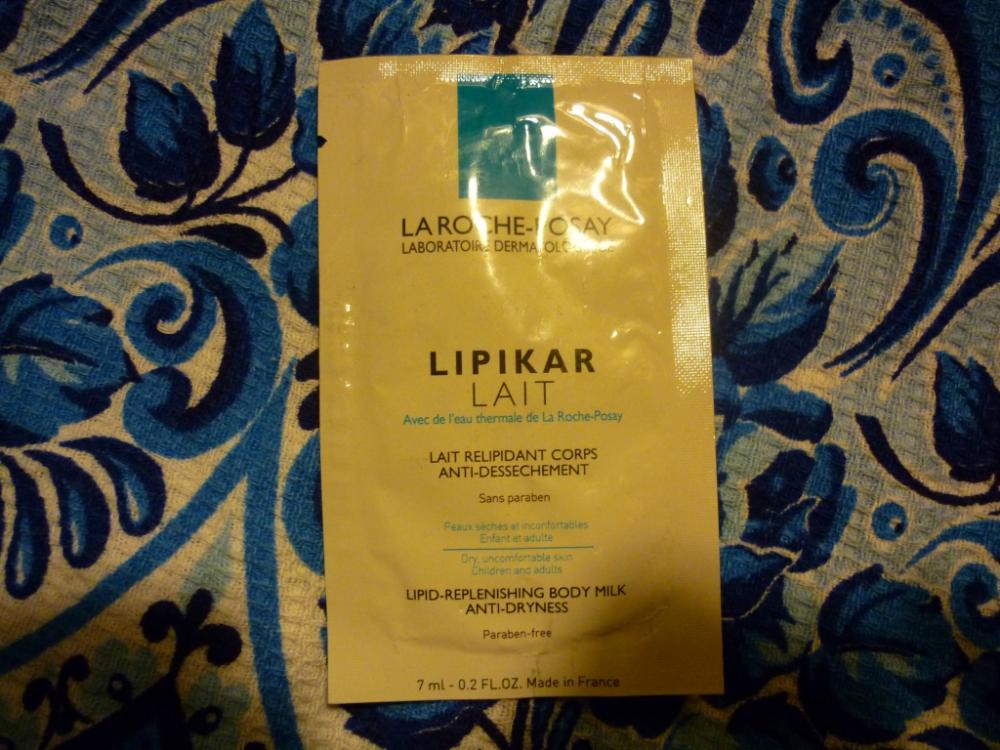 LA ROCHE-POSAY
LABORATOIRE DERMATOLOGIQUE
LIPIKAR
LAIT
Avec de l'eau thermale de La Roche-Posay
LAIT RELIPIDANT CORPS
ANTI-DESSECHEMENT
Sans paraben
Peaux sèches et inconfortables
Enfant et adulte
Dry, uncomfortable skin
Children and adults
LIPID-REPLENISHING BODY MILK
ANTI-DRYNESS
Paraben-free
7 ml - 0.2 FL.OZ. Made in France